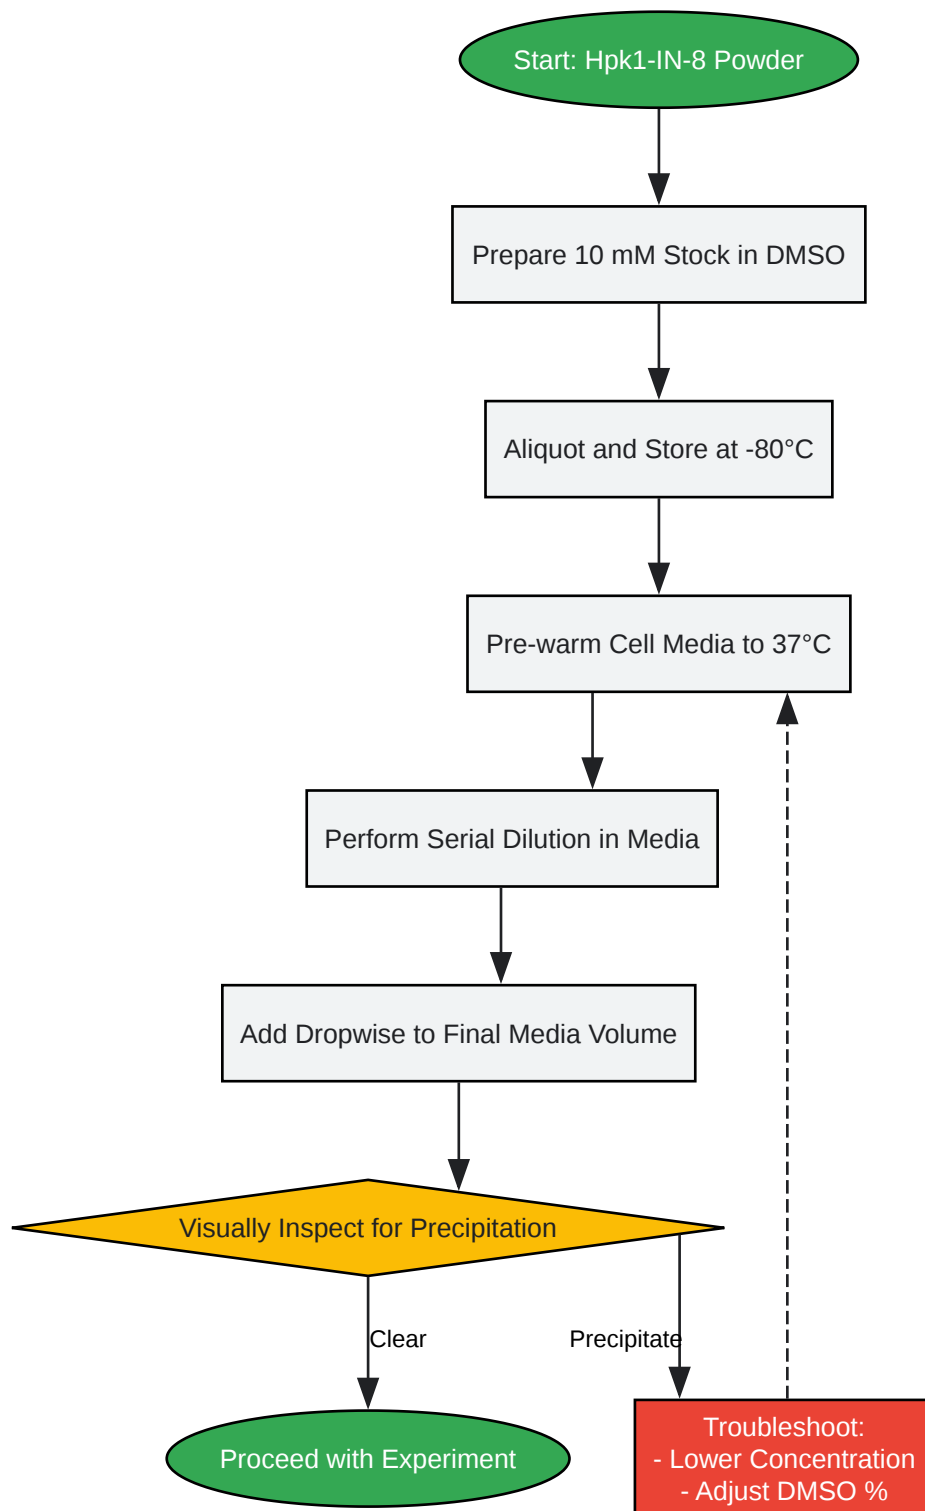 Start: Hpk1-IN-8 Powder
Prepare 10 mM Stock in DMSO
Aliquot and Store at -80°C
Pre-warm Cell Media to 37°C
Perform Serial Dilution in Media
Add Dropwise to Final Media Volume
Visually Inspect for Precipitation
Clear
Precipitate
Proceed with Experiment
Troubleshoot:
- Lower Concentration
- Adjust DMSO %